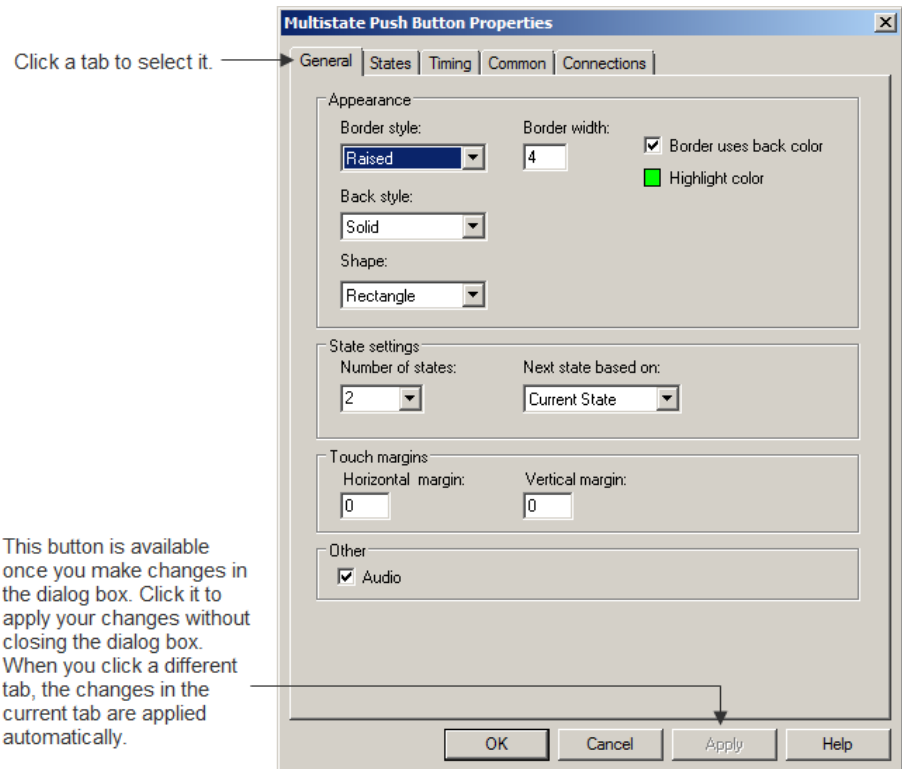 Multistate Push Button Properties
Click a tab to select it.
General States Timing Common Connections
Appearance
Border style: Border width:
Raised 4 Border uses back color
Highlight color
Back style:
Solid
Shape:
Rectangle
State settings
Number of states: Next state based on:
2 Current State
Touch margins
Horizontal margin: Vertical margin:
0 0
Other
Audio
This button is available
once you make changes in
the dialog box. Click it to
apply your changes without
closing the dialog box.
When you click a different
tab, the changes in the
current tab are applied
automatically.
OK Cancel Apply Help